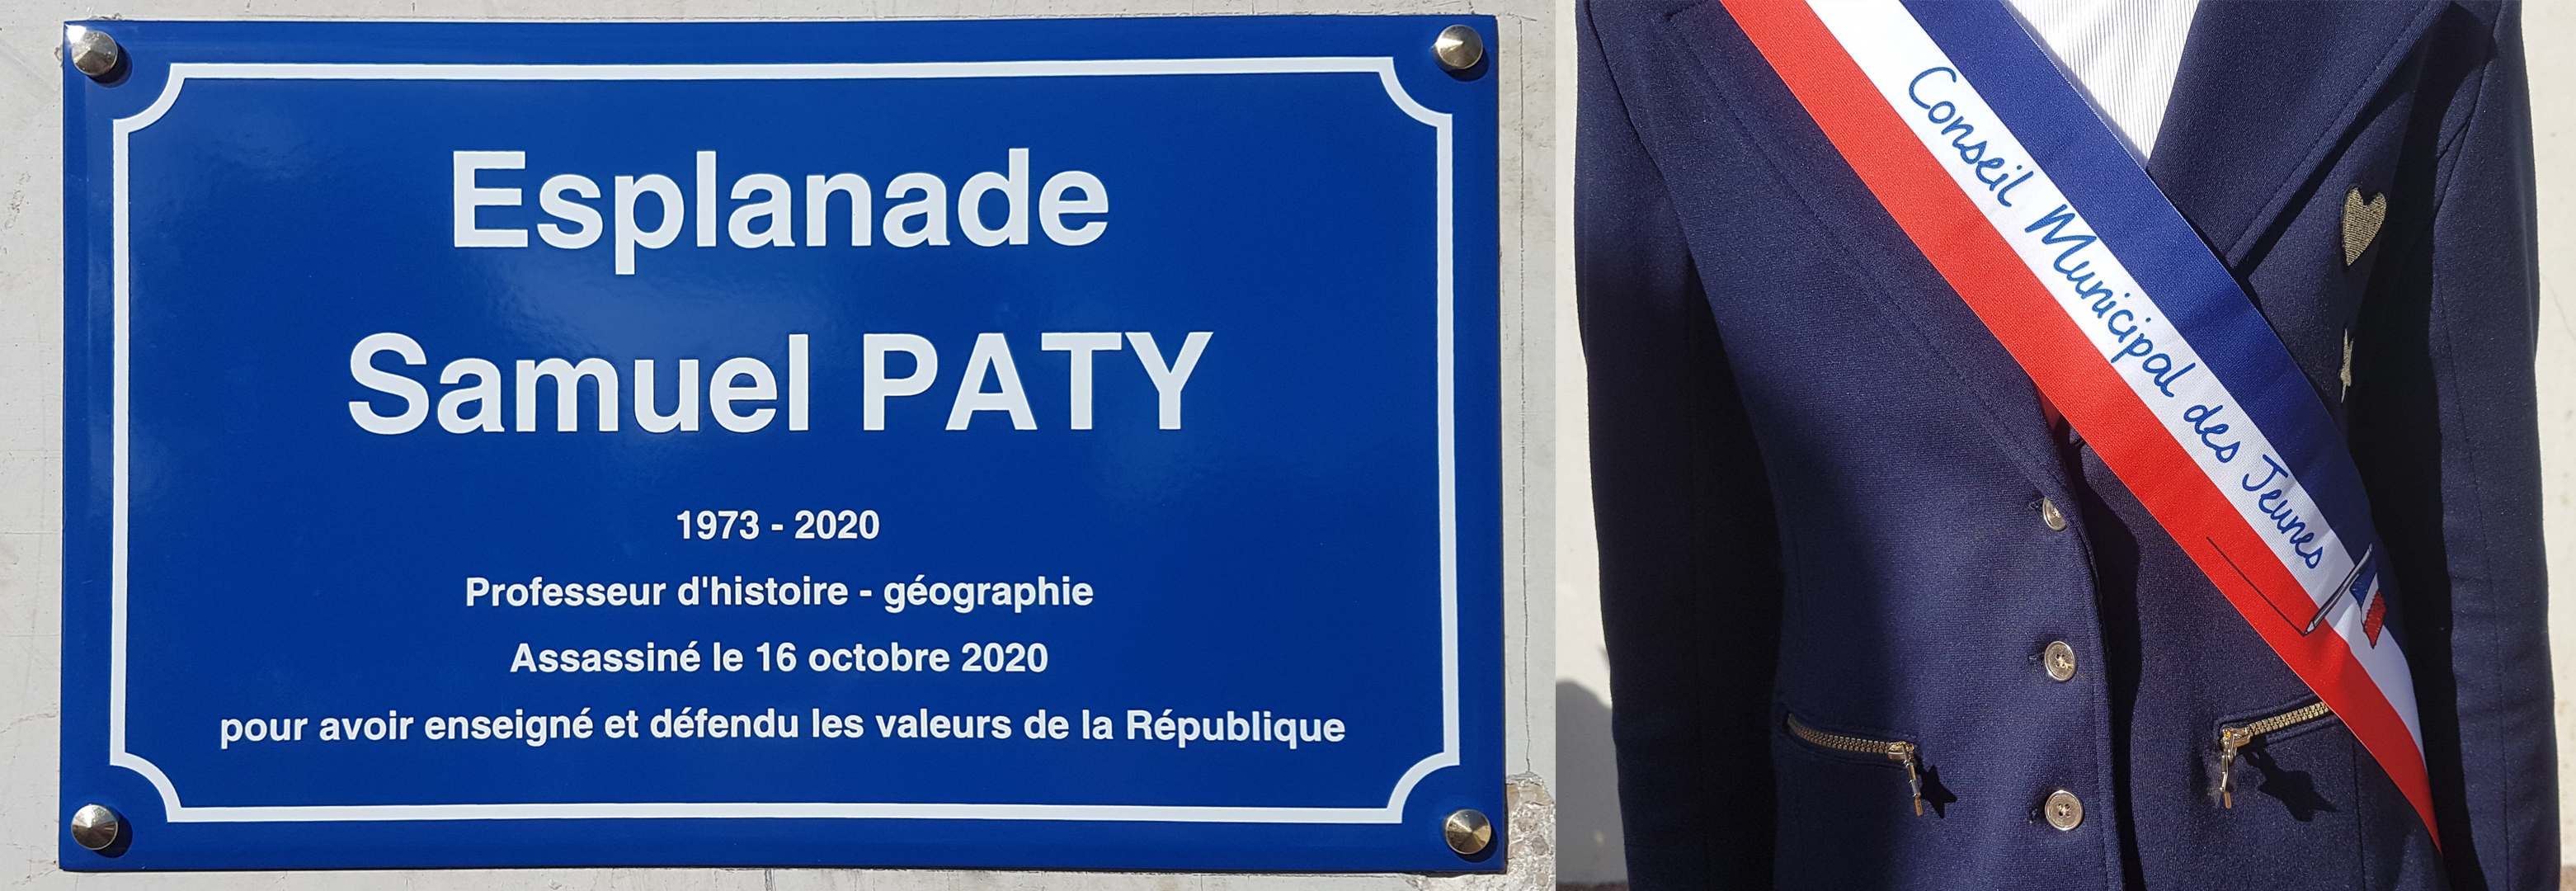 Esplanade
Samuel PATY
1973 - 2020
Professeur d'histoire - géographie
Assassiné le 16 octobre 2020
pour avoir enseigné et défendu les valeurs de la République
Conseil Municipal des Jeunes